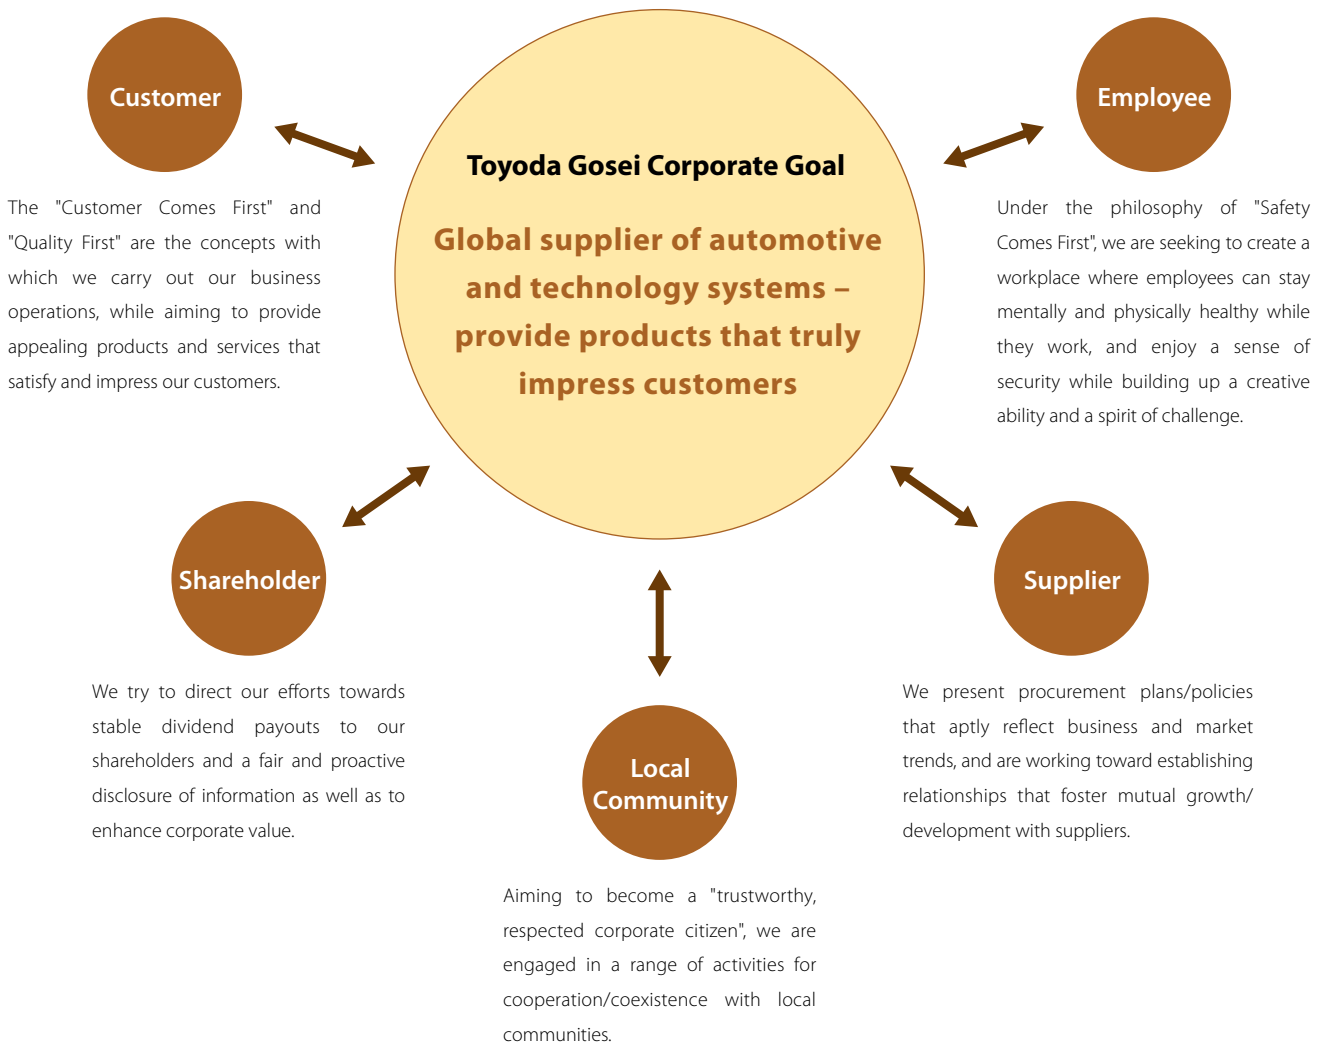 Customer
The "Customer Comes First" and
"Quality First" are the concepts with
which we carry out our business
operations, while aiming to provide
appealing products and services that
satisfy and impress our customers.
Toyoda Gosei Corporate Goal
Global supplier of automotive
and technology systems –
provide products that truly
impress customers
Employee
Under the philosophy of "Safety
Comes First", we are seeking to create a
workplace where employees can stay
mentally and physically healthy while
they work, and enjoy a sense of
security while building up a creative
ability and a spirit of challenge.
Shareholder
We try to direct our efforts towards
stable dividend payouts to our
shareholders and a fair and proactive
disclosure of information as well as to
enhance corporate value.
Local
Community
Aiming to become a "trustworthy,
respected corporate citizen", we are
engaged in a range of activities for
cooperation/coexistence with local
communities.
Supplier
We present procurement plans/policies
that aptly reflect business and market
trends, and are working toward establishing
relationships that foster mutual growth/
development with suppliers.